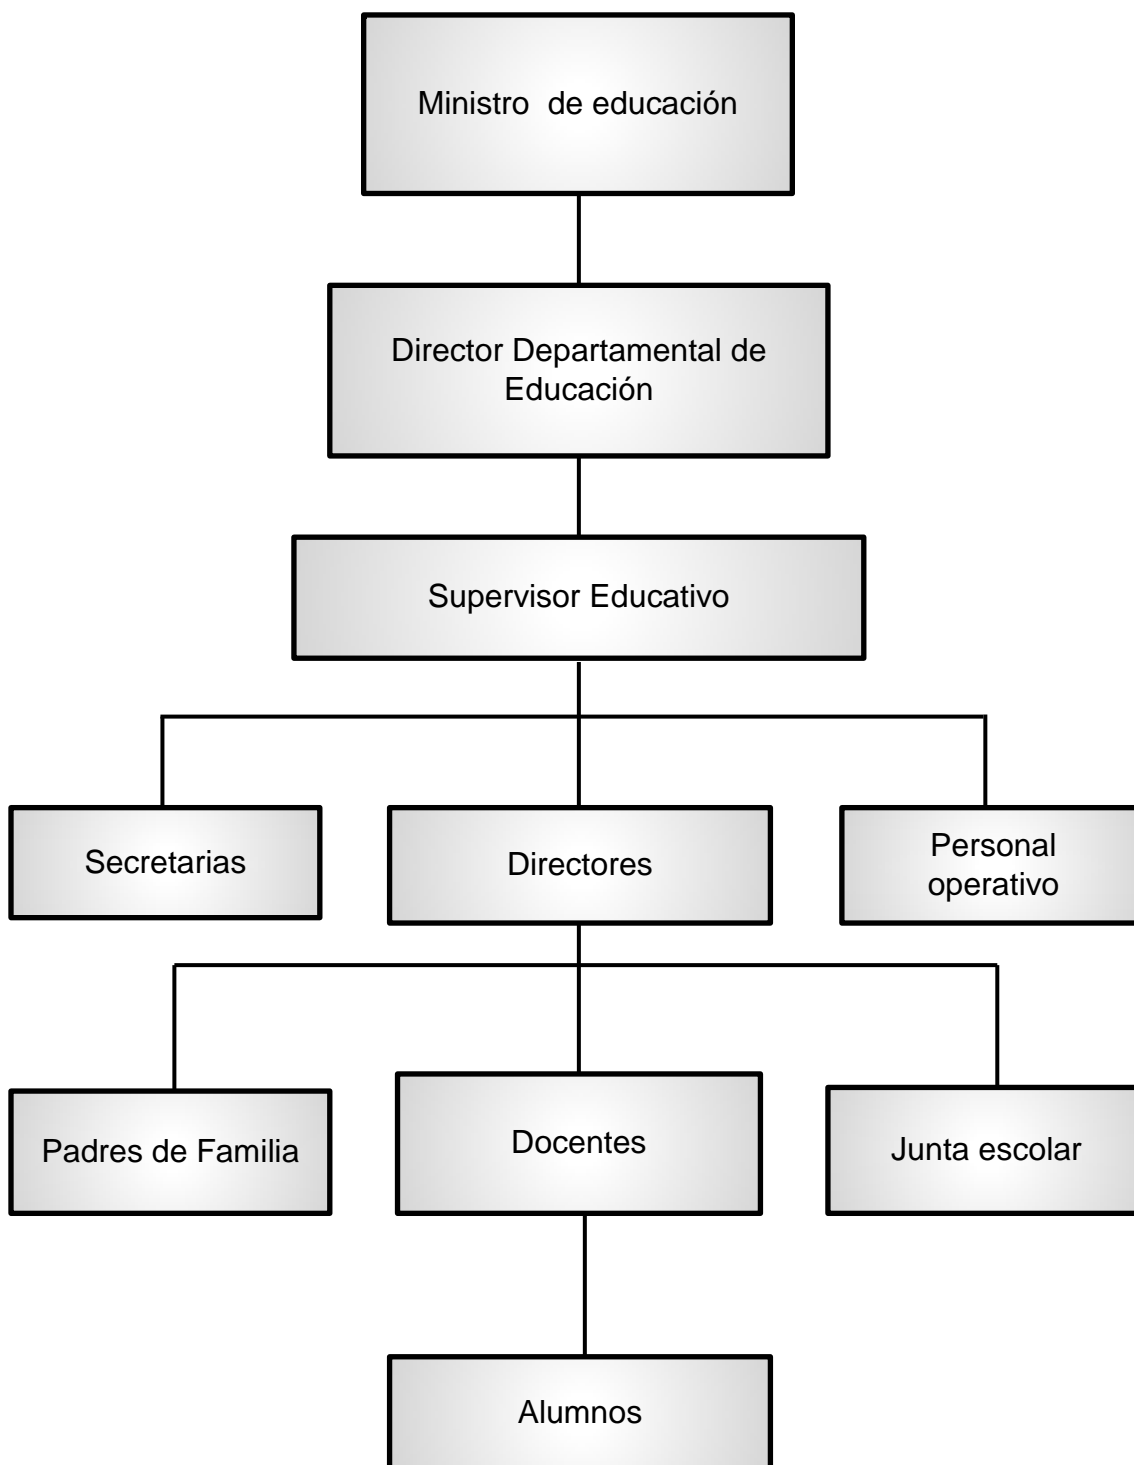 Ministro  de educación
Director Departamental de
Educación
Supervisor Educativo
Secretarias
Directores
Personal
operativo
Padres de Familia
Docentes
Junta escolar
Alumnos